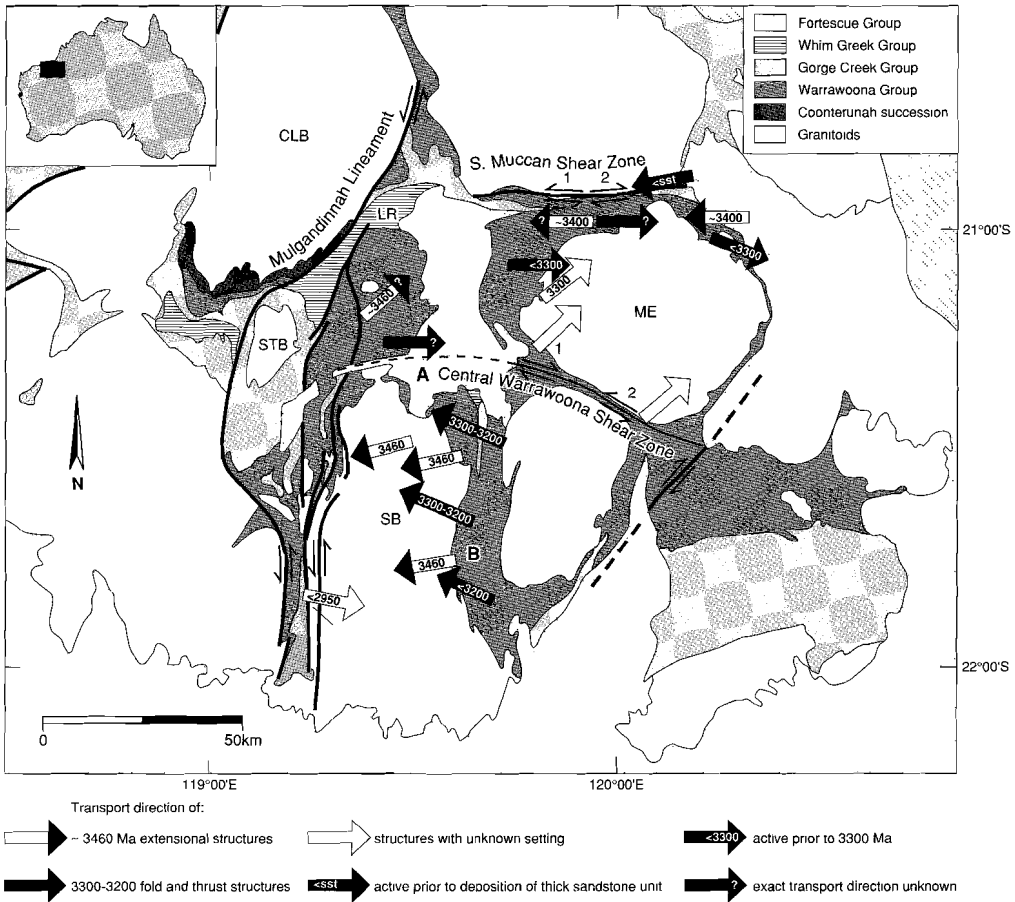 Fortescue Group
Whim Greek Group
Gorge Creek Group
Warrawoona Group
Coonterunah succession
Granitoids
CLB
Mulgandinnah Lineament
S. Muccan Shear Zone
1 2
<sst
LR
? ~3400 ?
~3400
<3300
<3300
3300
~3460 ?
ME
21°00'S
STB
?
1
A Central Warrawoona Shear Zone
2
3300-3200
3460
3460
N
3300-3200
SB
B
3460
<3200
<2950
22°00'S
0 50km
119°00'E 120°00'E
Transport direction of:
~ 3460 Ma extensional structures
structures with unknown setting
<3300 active prior to 3300 Ma
3300-3200 fold and thrust structures
<sst active prior to deposition of thick sandstone unit
? exact transport direction unknown